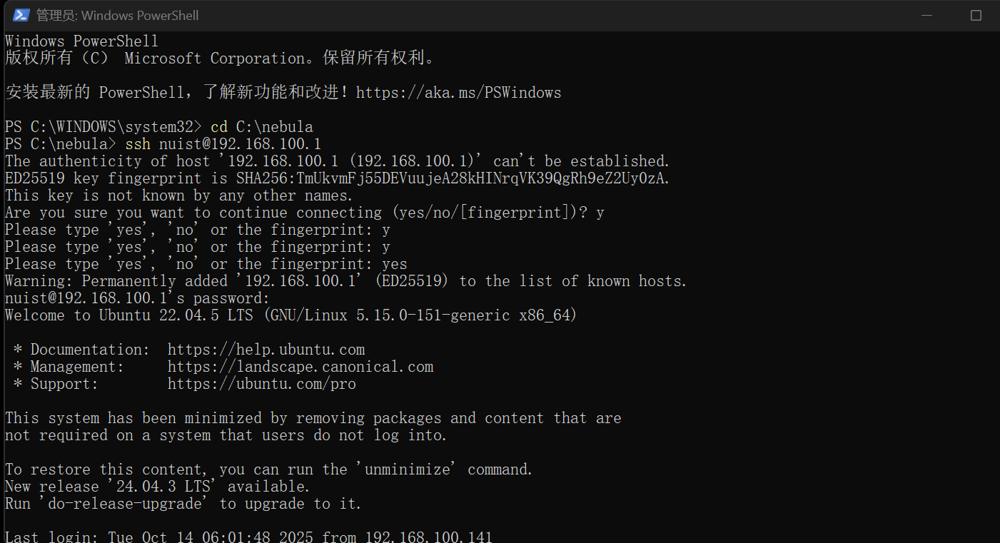 管理员: Windows PowerShell
Windows PowerShell
版权所有（C） Microsoft Corporation。保留所有权利。
安装最新的 PowerShell，了解新功能和改进！https://aka.ms/PSWindows
PS C:\WINDOWS\system32> cd C:\nebula
PS C:\nebula> ssh nuist@192.168.100.1
The authenticity of host '192.168.100.1 (192.168.100.1)' can't be established.
ED25519 key fingerprint is SHA256:TmUkvmFj55DEVuujeA28kHINrqVK39QgRh9eZ2Uy0zA.
This key is not known by any other names.
Are you sure you want to continue connecting (yes/no/[fingerprint])? y
Please type 'yes', 'no' or the fingerprint: y
Please type 'yes', 'no' or the fingerprint: y
Please type 'yes', 'no' or the fingerprint: yes
Warning: Permanently added '192.168.100.1' (ED25519) to the list of known hosts.
nuist@192.168.100.1's password:
Welcome to Ubuntu 22.04.5 LTS (GNU/Linux 5.15.0-151-generic x86_64)
* Documentation:  https://help.ubuntu.com
* Management:     https://landscape.canonical.com
* Support:        https://ubuntu.com/pro
This system has been minimized by removing packages and content that are
not required on a system that users do not log into.
To restore this content, you can run the 'unminimize' command.
New release '24.04.3 LTS' available.
Run 'do-release-upgrade' to upgrade to it.
Last login: Tue Oct 14 06:01:48 2025 from 192.168.100.141